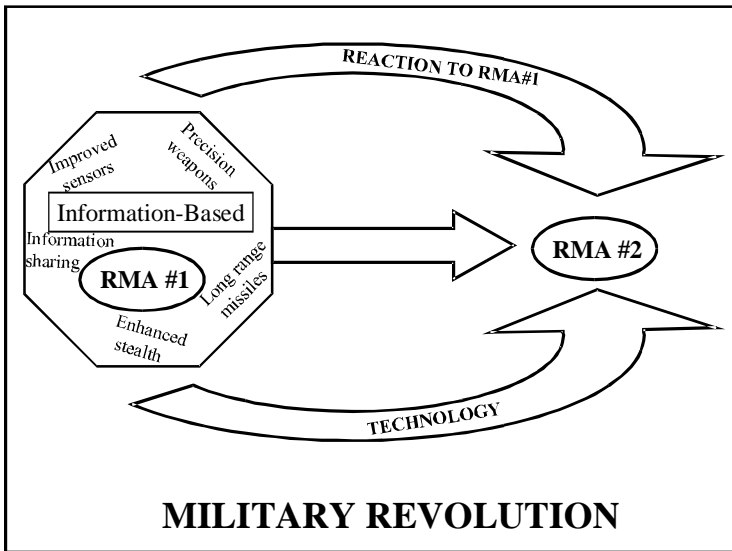 REACTION TO RMA#1
Improved
sensors
Precision
weapons
Information-Based
Information
sharing
RMA #1
Long range
missiles
Enhanced
stealth
RMA #2
TECHNOLOGY
MILITARY REVOLUTION